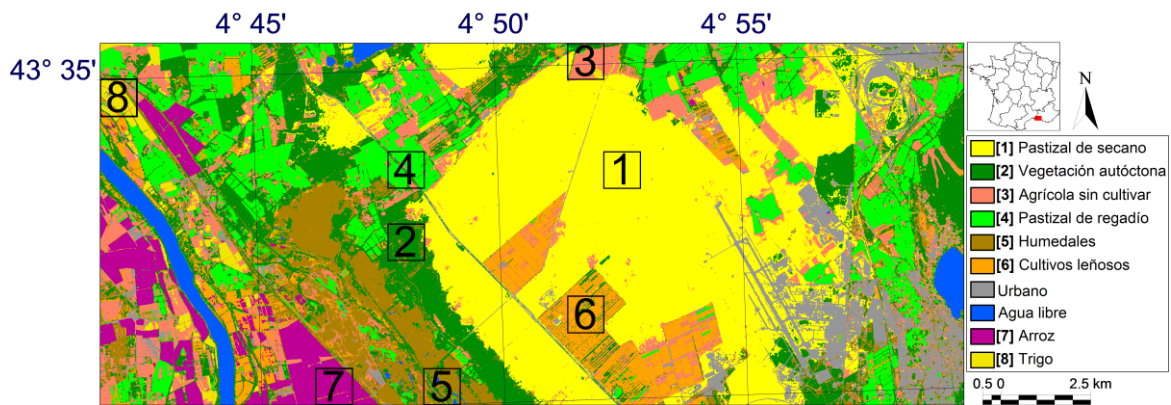 4° 45' 4° 50' 4° 55'
43° 35'
3
8
4
1
2
6
7
5
N
[1] Pastizal de secano
[2] Vegetación autóctona
[3] Agrícola sin cultivar
[4] Pastizal de regadío
[5] Humedales
[6] Cultivos leñosos
Urbano
Agua libre
[7] Arroz
[8] Trigo
0.5 0 2.5 km